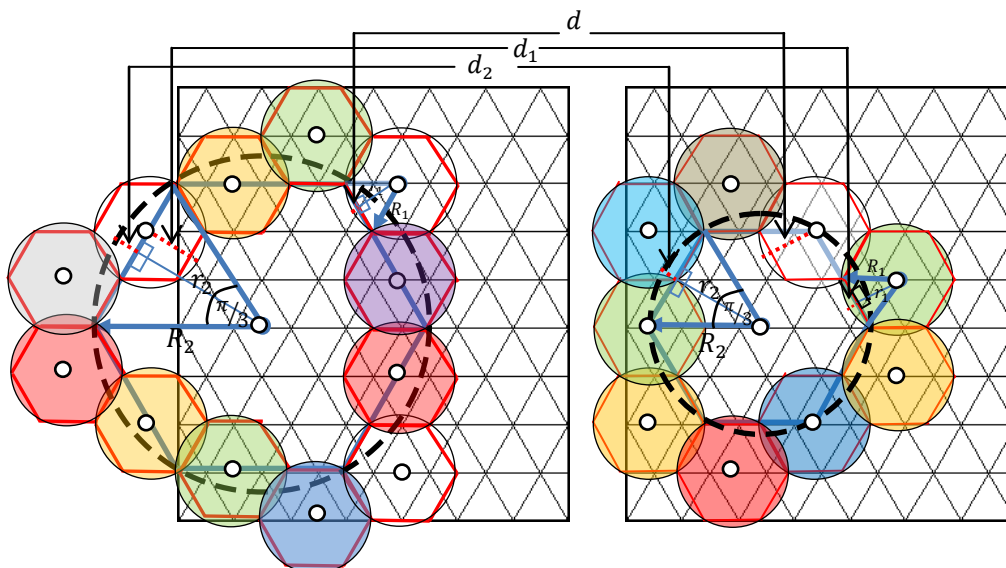 d
d₁
d₂
r₁
R₁
r₂
π/3
R₂
R₁
r₁
r₂
π/3
R₂